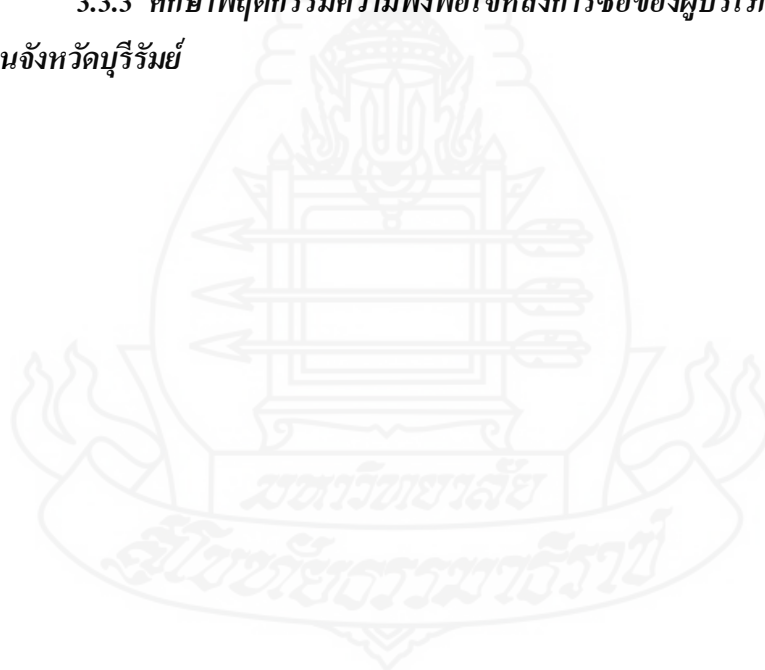 3.3.3 ศึกษาพฤติกรรมความพึงพอใจหลังการซื้อของผู้บริโภ
นจังหวัดบุรีรัมย์
มหาวิทยาลัย
สุโขทัยธรรมาธิราช